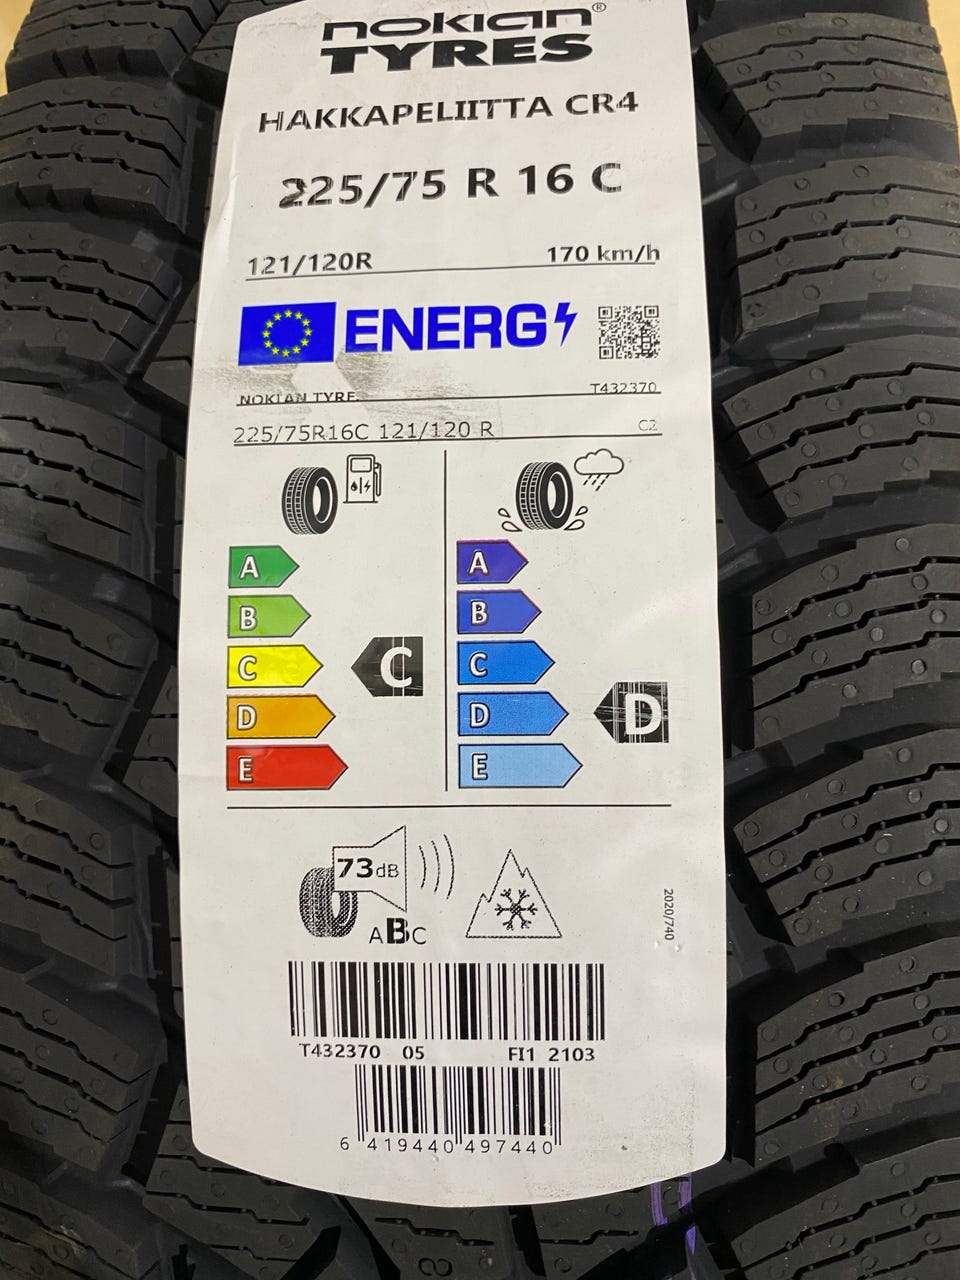 nokian®
TYRES
HAKKAPELIITTA CR4
225/75 R 16 C
121/120R 170 km/h
ENERG
NOKIAN TYRE T432370
225/75R16C 121/120 R C2
A A
B B
C C C
D D D
E E
73dB
ABC
2020/740
T432370 05 FI1 2103
6 419440 497440